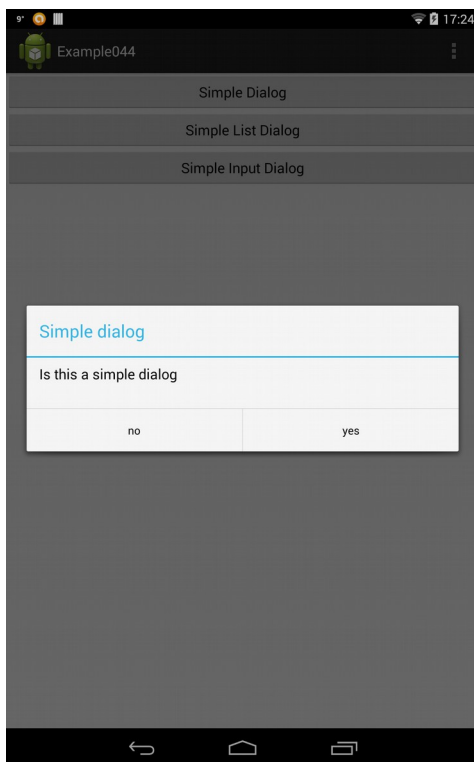 9°
17:24
Example044
Simple Dialog
Simple List Dialog
Simple Input Dialog
Simple dialog
Is this a simple dialog
no
yes